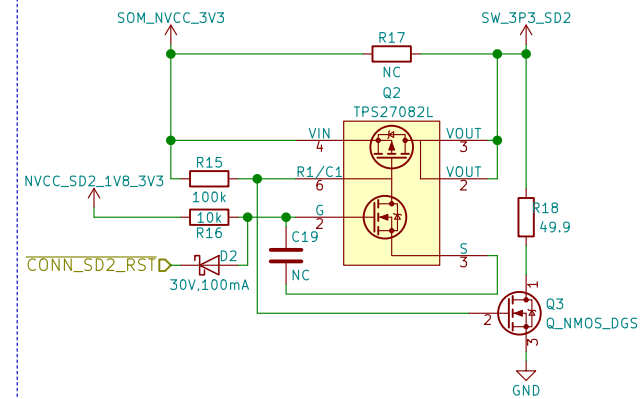 SOM_NVCC_3V3
SW_3P3_SD2
R17
NC
Q2
TPS27082L
VIN
4
VOUT
3
R15
100k
R1/C1
6
VOUT
2
NVCC_SD2_1V8_3V3
10k
R16
G
2
R18
49.9
C19
NC
S
3
CONN_SD2_RST
D2
30V,100mA
1
Q3
Q_NMOS_DGS
2
3
GND